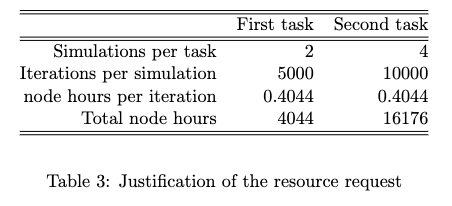 First task Second task
Simulations per task 2 4
Iterations per simulation 5000 10000
node hours per iteration 0.4044 0.4044
Total node hours 4044 16176
Table 3: Justification of the resource request